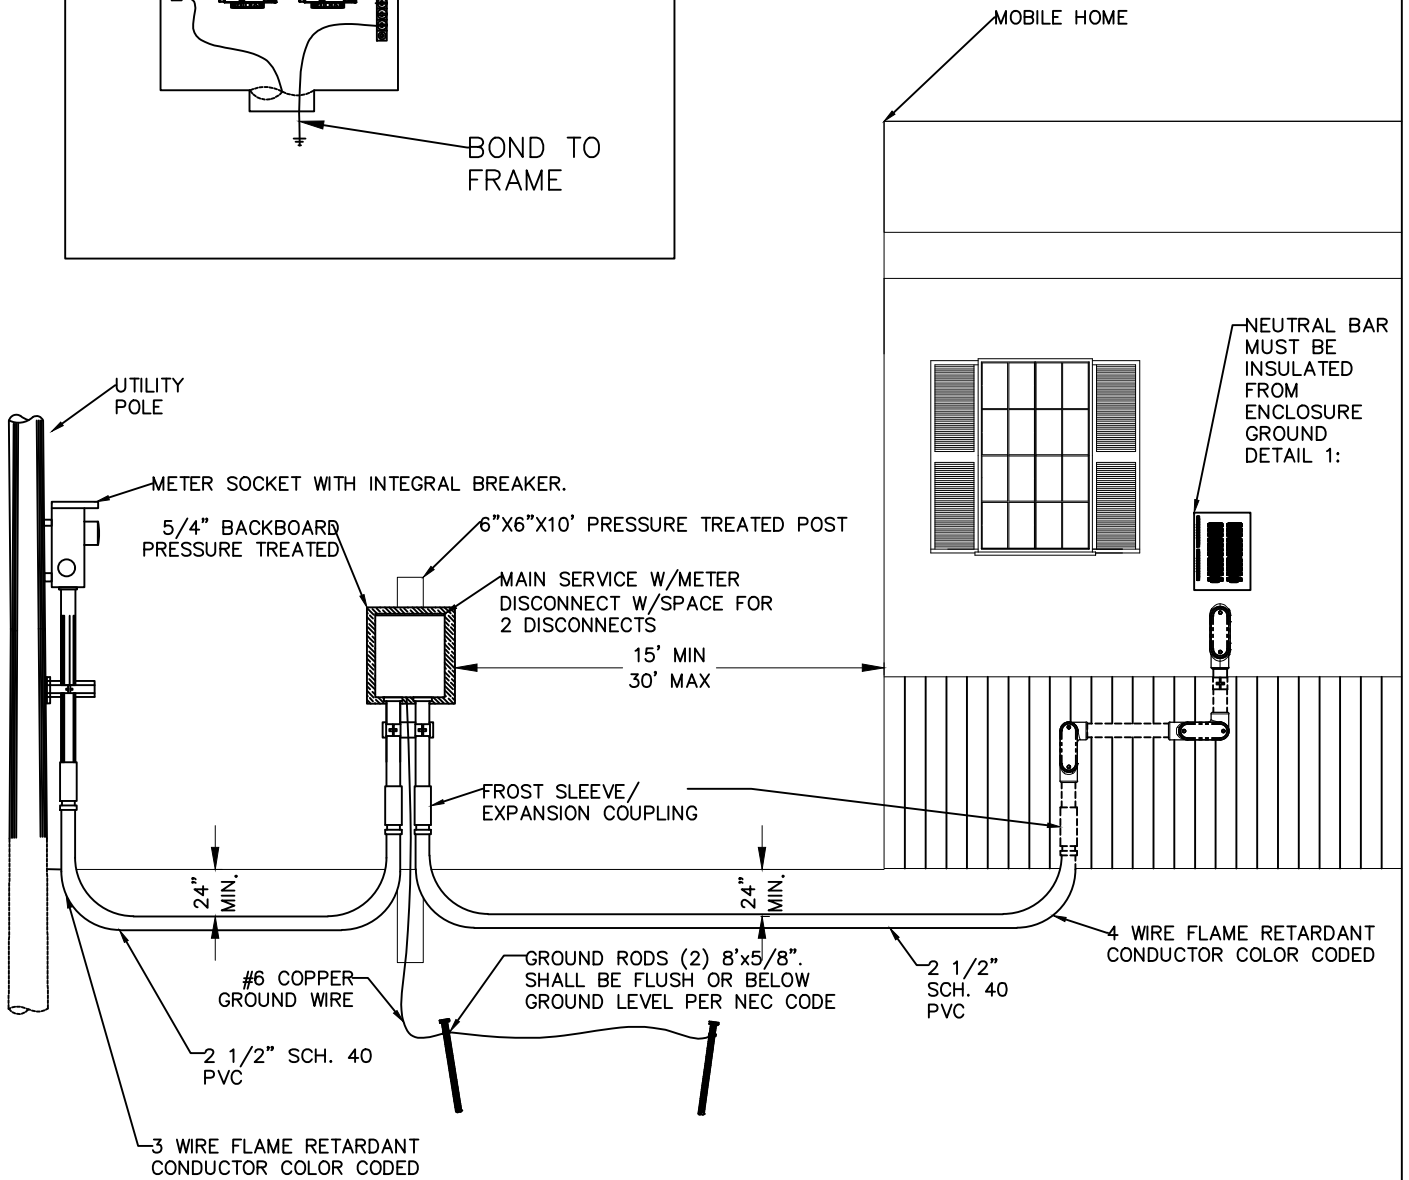 MOBILE HOME
BOND TO
FRAME
NEUTRAL BAR
MUST BE
INSULATED
FROM
ENCLOSURE
GROUND
DETAIL 1:
UTILITY
POLE
METER SOCKET WITH INTEGRAL BREAKER.
5/4" BACKBOARD
PRESSURE TREATED
6"X6"X10' PRESSURE TREATED POST
MAIN SERVICE W/METER
DISCONNECT W/SPACE FOR
2 DISCONNECTS
15' MIN
30' MAX
FROST SLEEVE/
EXPANSION COUPLING
24"
MIN.
24"
MIN.
4 WIRE FLAME RETARDANT
CONDUCTOR COLOR CODED
#6 COPPER
GROUND WIRE
GROUND RODS (2) 8'x5/8".
SHALL BE FLUSH OR BELOW
GROUND LEVEL PER NEC CODE
2 1/2"
SCH. 40
PVC
2 1/2" SCH. 40
PVC
3 WIRE FLAME RETARDANT
CONDUCTOR COLOR CODED